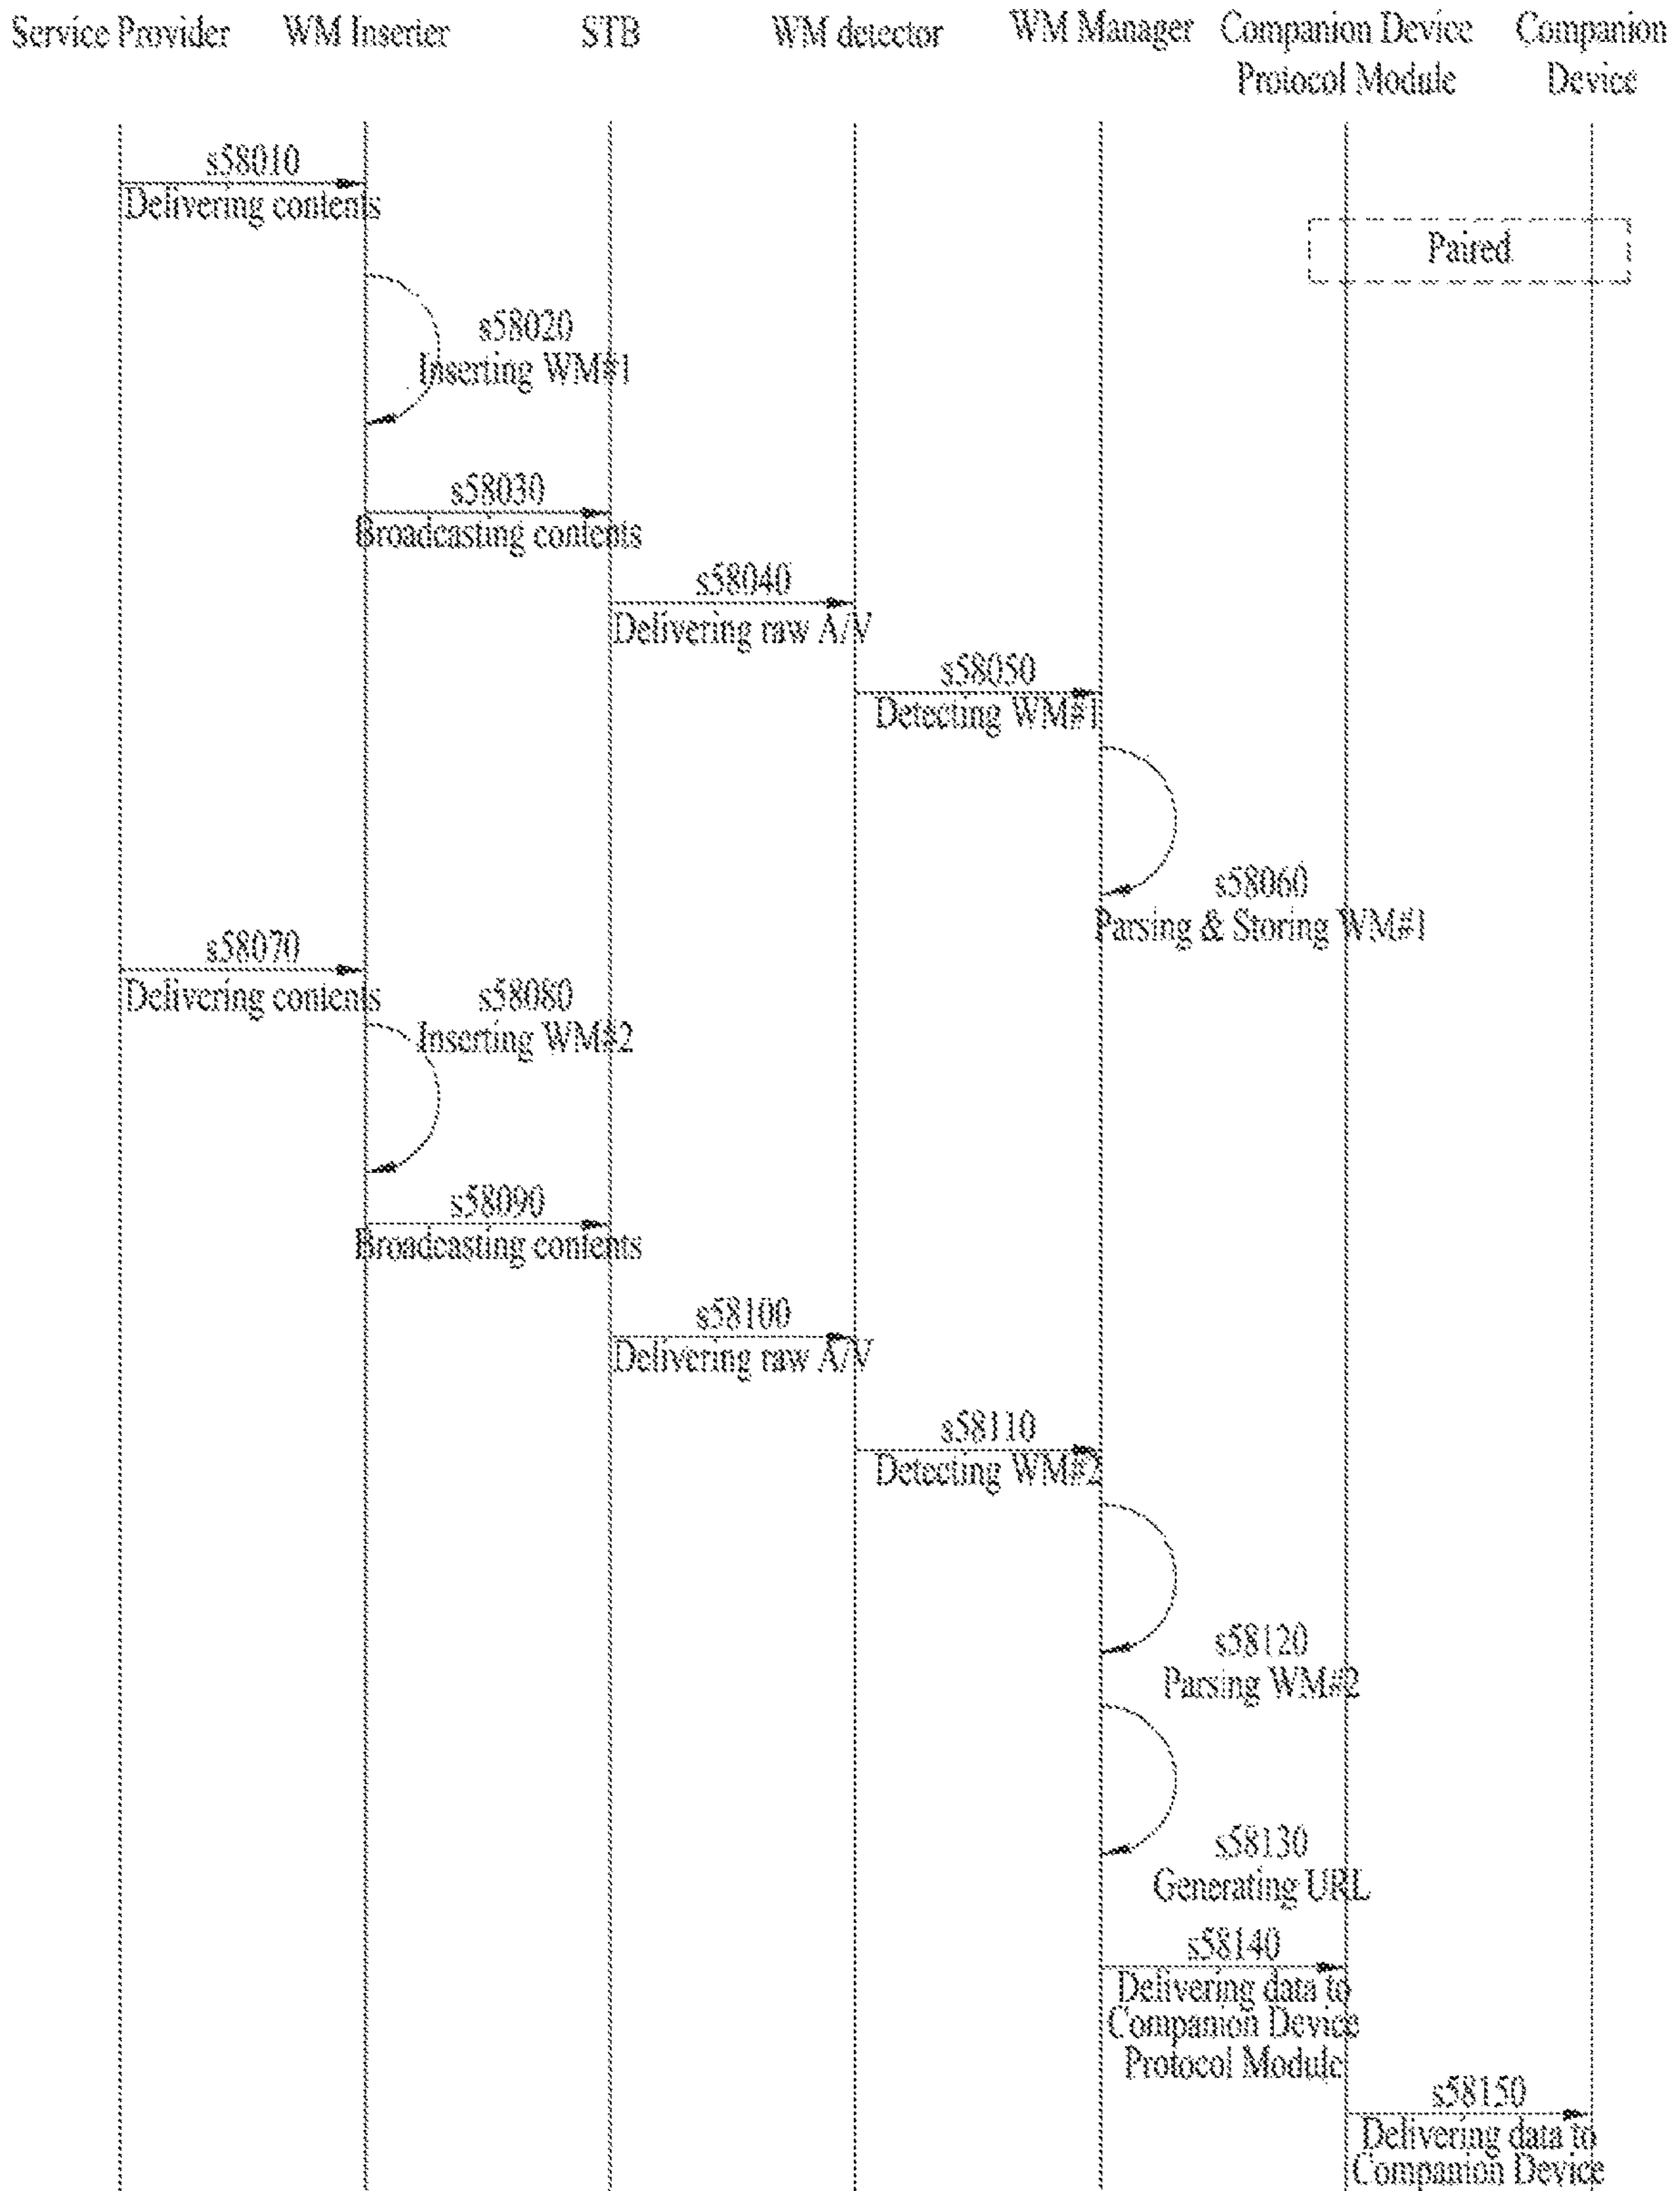 Service Provider
WM Inserter
STB
WM detector
WM Manager
Companion Device
Protocol Module
Companion
Device
s58010
Delivering contents
Paired
s58020
Inserting WM#1
s58030
Broadcasting contents
s58040
Delivering raw A/V
s58050
Detecting WM#1
s58060
Parsing & Storing WM#1
s58070
Delivering contents
s58080
Inserting WM#2
s58090
Broadcasting contents
s58100
Delivering raw A/V
s58110
Detecting WM#2
s58120
Parsing WM#2
s58130
Generating URL
s58140
Delivering data to
Companion Device
Protocol Module
s58150
Delivering data to
Companion Device